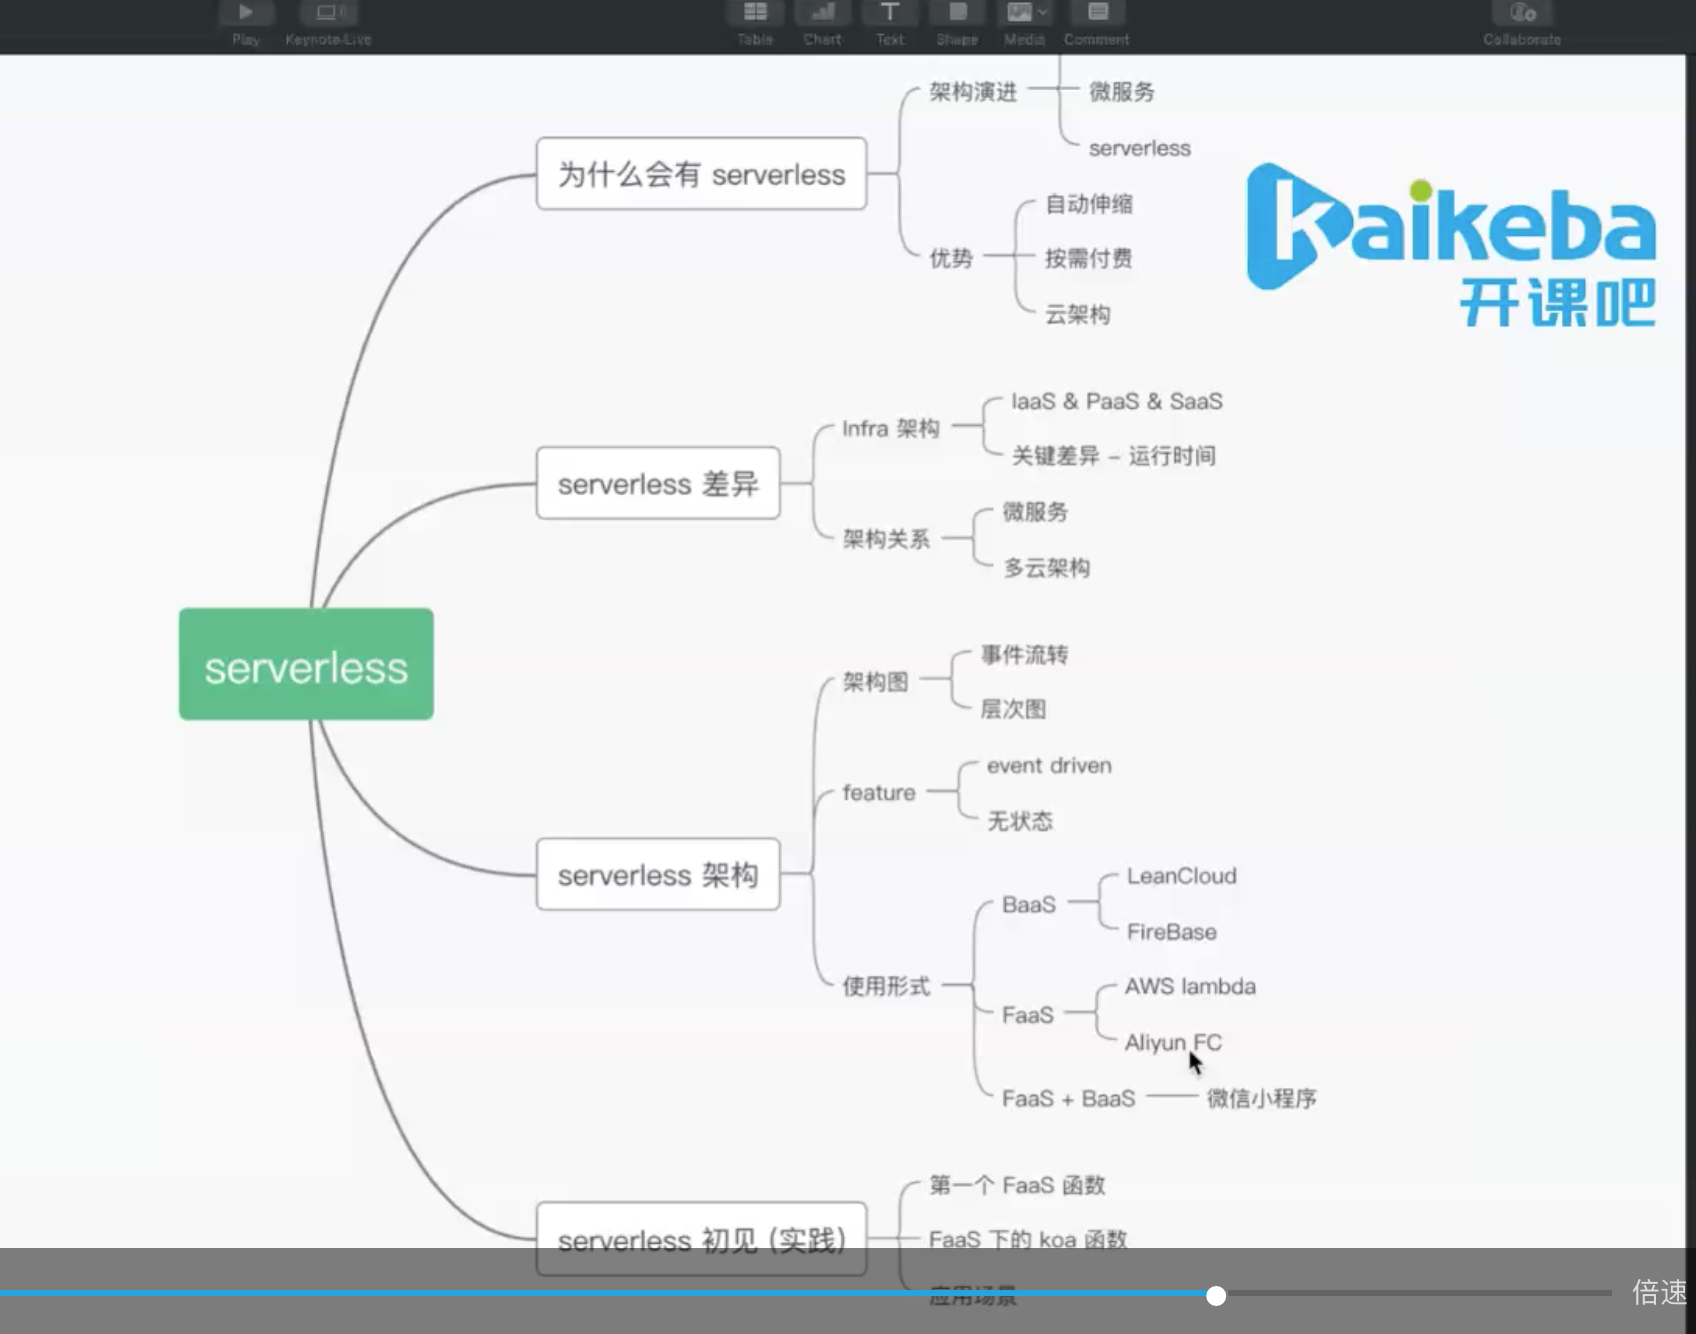 Play
Keynote Live
Table
Chart
Text
Shape
Media
Comment
Collaborate
架构演进
微服务
serverless
为什么会有 serverless
自动伸缩
优势
按需付费
云架构
kaikeba
开课吧
IaaS & PaaS & SaaS
Infra 架构
关键差异 – 运行时间
serverless 差异
微服务
架构关系
多云架构
serverless
事件流转
架构图
层次图
event driven
feature
无状态
serverless 架构
LeanCloud
BaaS
FireBase
使用形式
AWS lambda
FaaS
Aliyun FC
FaaS + BaaS
微信小程序
第一个 FaaS 函数
serverless 初见 (实践)
FaaS 下的 koa 函数
应用场景
倍速